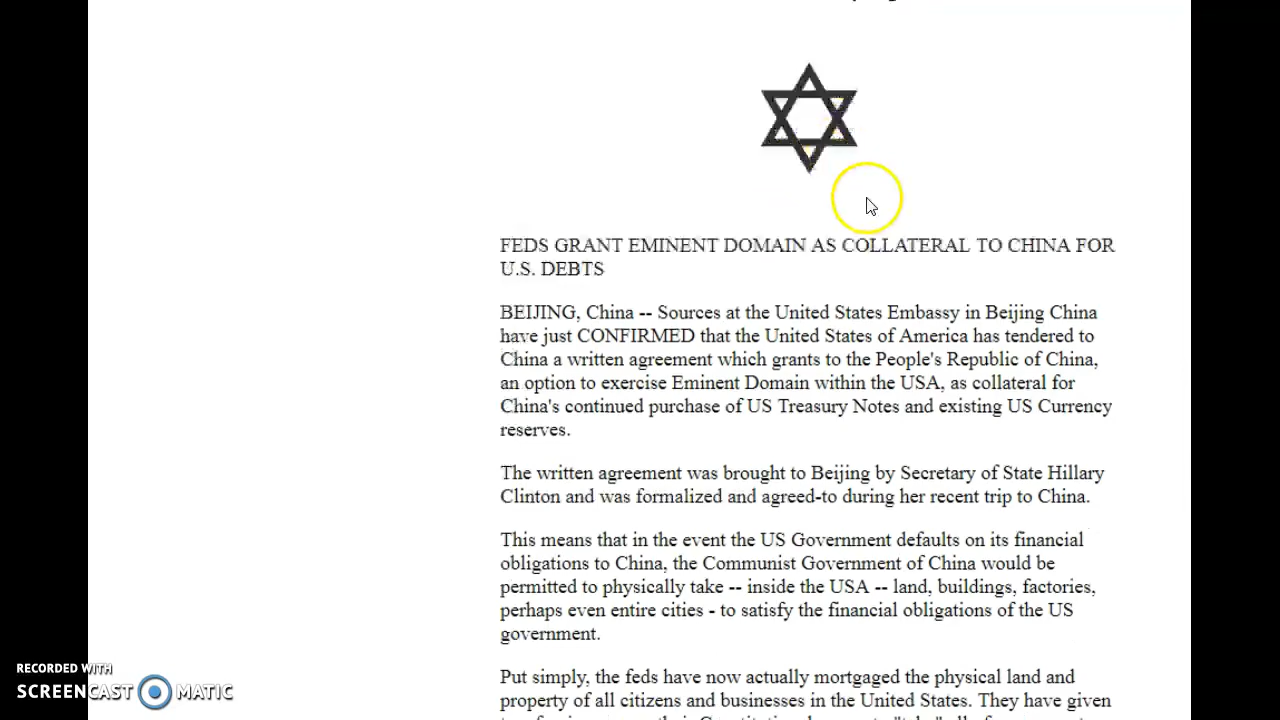 FEDS GRANT EMINENT DOMAIN AS COLLATERAL TO CHINA FOR
U.S. DEBTS
BEIJING, China -- Sources at the United States Embassy in Beijing China
have just CONFIRMED that the United States of America has tendered to
China a written agreement which grants to the People's Republic of China,
an option to exercise Eminent Domain within the USA, as collateral for
China's continued purchase of US Treasury Notes and existing US Currency
reserves.
The written agreement was brought to Beijing by Secretary of State Hillary
Clinton and was formalized and agreed-to during her recent trip to China.
This means that in the event the US Government defaults on its financial
obligations to China, the Communist Government of China would be
permitted to physically take -- inside the USA -- land, buildings, factories,
perhaps even entire cities - to satisfy the financial obligations of the US
government.
Put simply, the feds have now actually mortgaged the physical land and
property of all citizens and businesses in the United States. They have given
RECORDED WITH
SCREENCAST MATIC